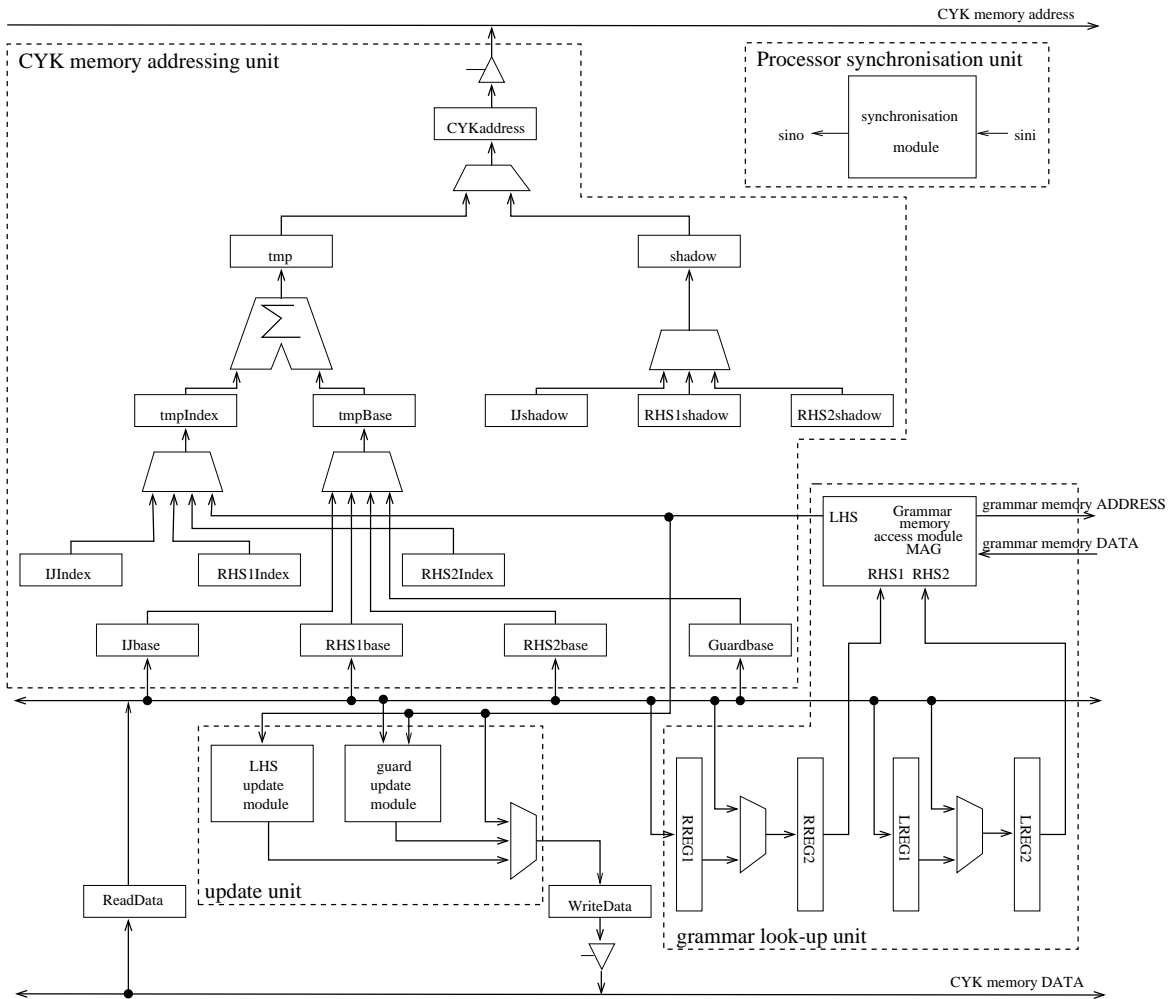 CYK memory address
CYK memory addressing unit
Processor synchronisation unit
CYKaddress
synchronisation
module
sino
sini
tmp
shadow
Σ
tmpIndex
tmpBase
IJshadow
RHS1shadow
RHS2shadow
LHS
Grammar
memory
access module
MAG
RHS1 RHS2
grammar memory ADDRESS
grammar memory DATA
IJIndex
RHS1Index
RHS2Index
IJbase
RHS1base
RHS2base
Guardbase
LHS
update
module
guard
update
module
RREG1
RREG2
LREG1
LREG2
update unit
ReadData
WriteData
grammar look-up unit
CYK memory DATA